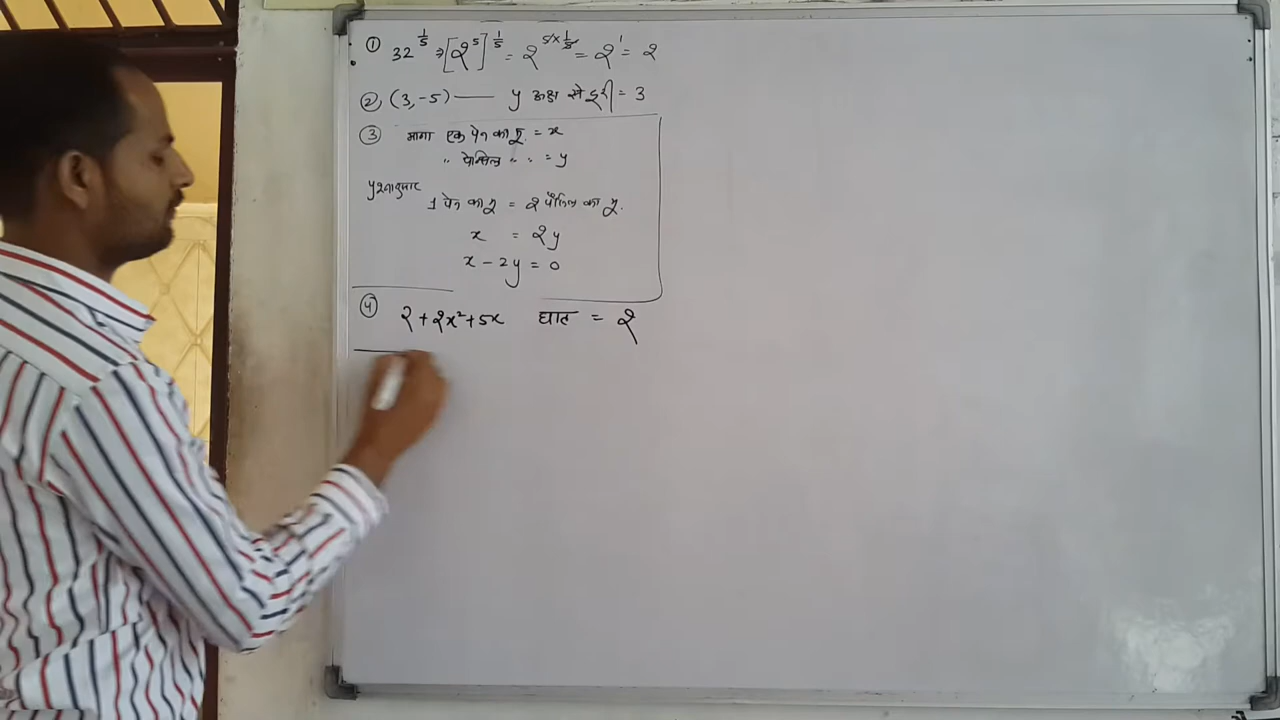 ① 32^(1/5) ⇒ [2^5]^(1/5) = 2^(5×1/5) = 2^1 = 2
② (3,-5) — y अक्ष से दूरी = 3
③ माना एक पेन का मू = x
" पेन्सिल " " = y
प्रश्नानुसार
1 पेन का मू = 2 पेंसिल का मू.
x = 2y
x - 2y = 0
④ 2 + 2x² + 5x घात = 2